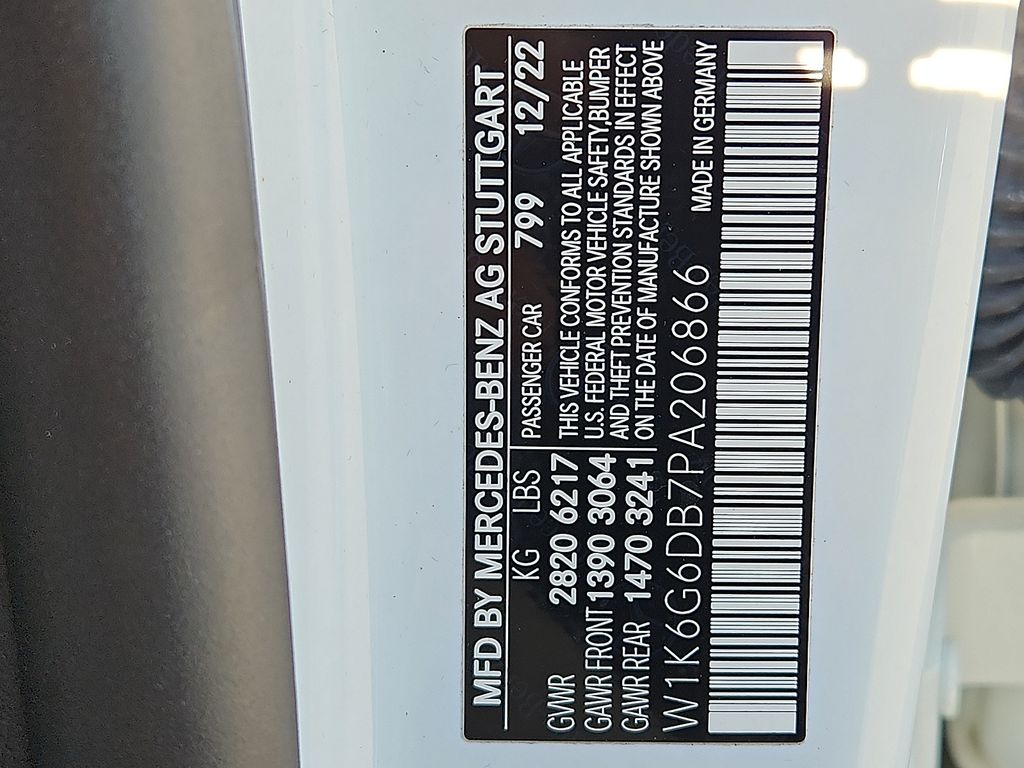 MFD BY MERCEDES-BENZ AG STUTTGART
KG LBS PASSENGER CAR 799 12/22
GVWR 2820 6217
GAWR FRONT 1390 3064
GAWR REAR 1470 3241
THIS VEHICLE CONFORMS TO ALL APPLICABLE
U.S. FEDERAL MOTOR VEHICLE SAFETY,BUMPER
AND THEFT PREVENTION STANDARDS IN EFFECT
ON THE DATE OF MANUFACTURE SHOWN ABOVE
W1K6G6DB7PA206866 MADE IN GERMANY